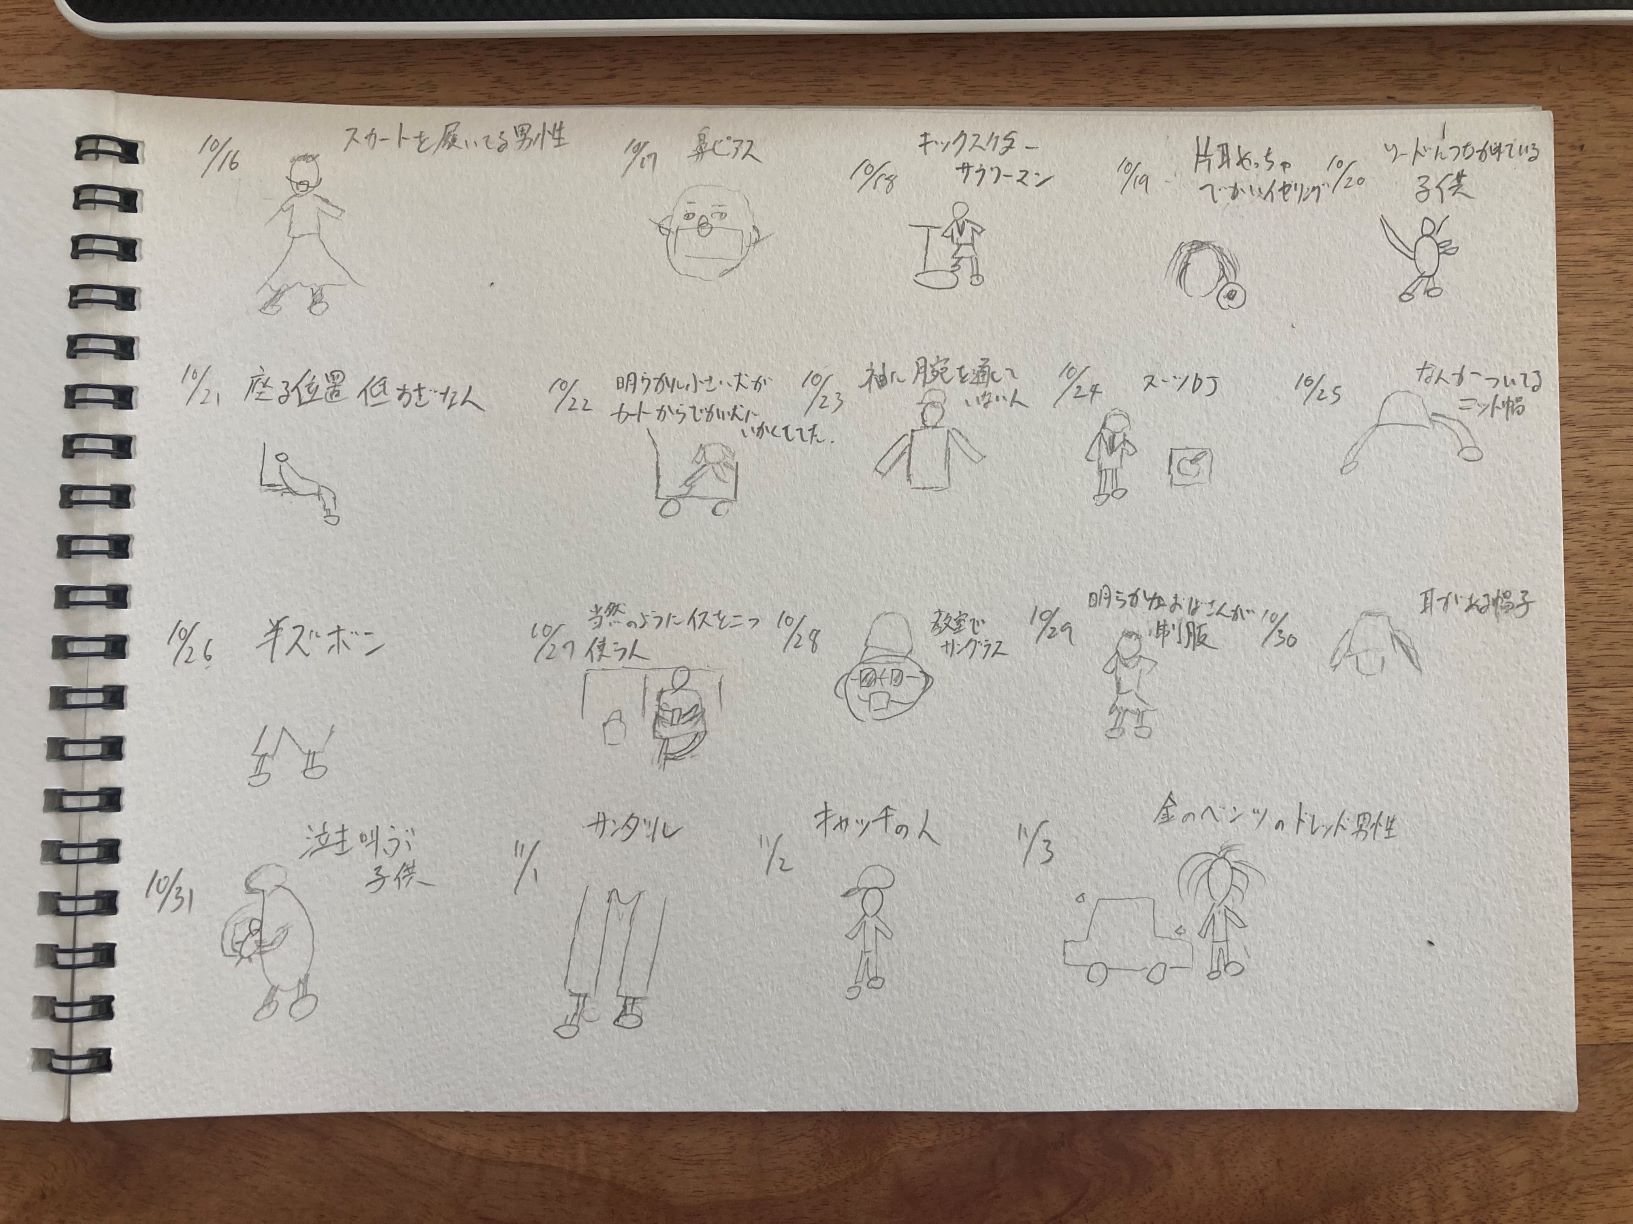 10/16
スカートを履いてる男性
10/17
鼻ピアス
10/18
キックスクーター
サラリーマン
10/19
片耳めっちゃ
でかいイヤリング
10/20
リードにつながれている
子供
10/21
座る位置 低すぎな人
10/22
明らかに小さい犬が
カートからでかい犬に
いかくしてた.
10/23
袖に腕を通して
いない人
10/24
スーツDJ
10/25
なんかついてる
ニット帽
10/26
半ズボン
10/27
当然のようにイスを二つ
使う人
10/28
教室で
サングラス
10/29
明らかなおばさんが
制服
10/30
耳がある帽子
10/31
泣き叫ぶ
子供
11/1
サンダル
11/2
キャッチの人
11/3
金のベンツのドレッド男性